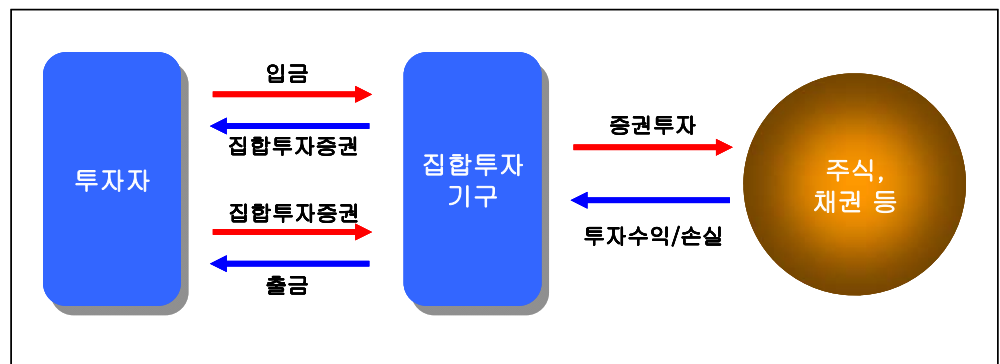 투자자
입금
집합투자증권
집합투자증권
출금
집합투자
기구
증권투자
투자수익/손실
주식,
채권 등